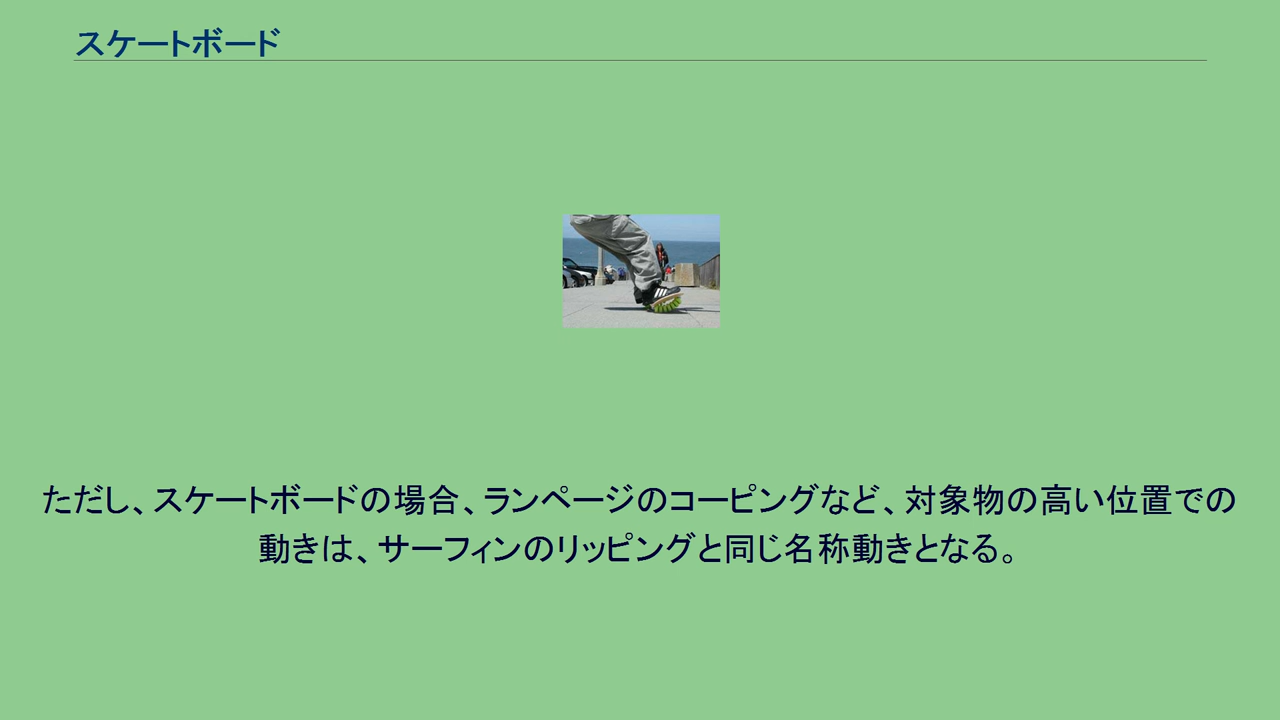 スケートボード
ただし、スケートボードの場合、ランページのコーピングなど、対象物の高い位置での
動きは、サーフィンのリッピングと同じ名称動きとなる。